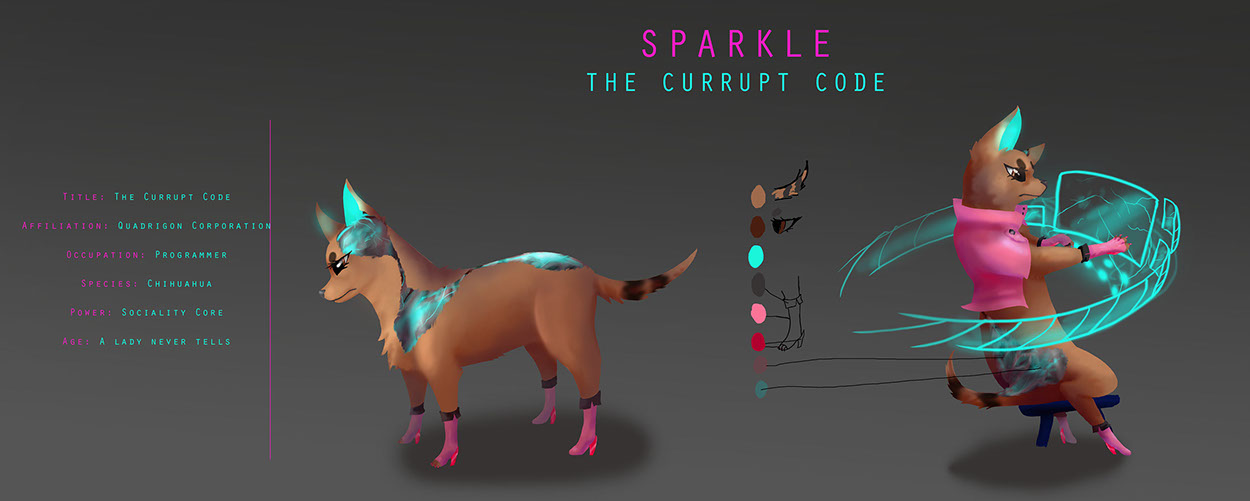 SPARKLE
THE CURRUPT CODE
Title: The Currupt Code
Affiliation: Quadrigon Corporation
Occupation: Programmer
Species: Chihuahua
Power: Sociality Core
Age: A lady never tells